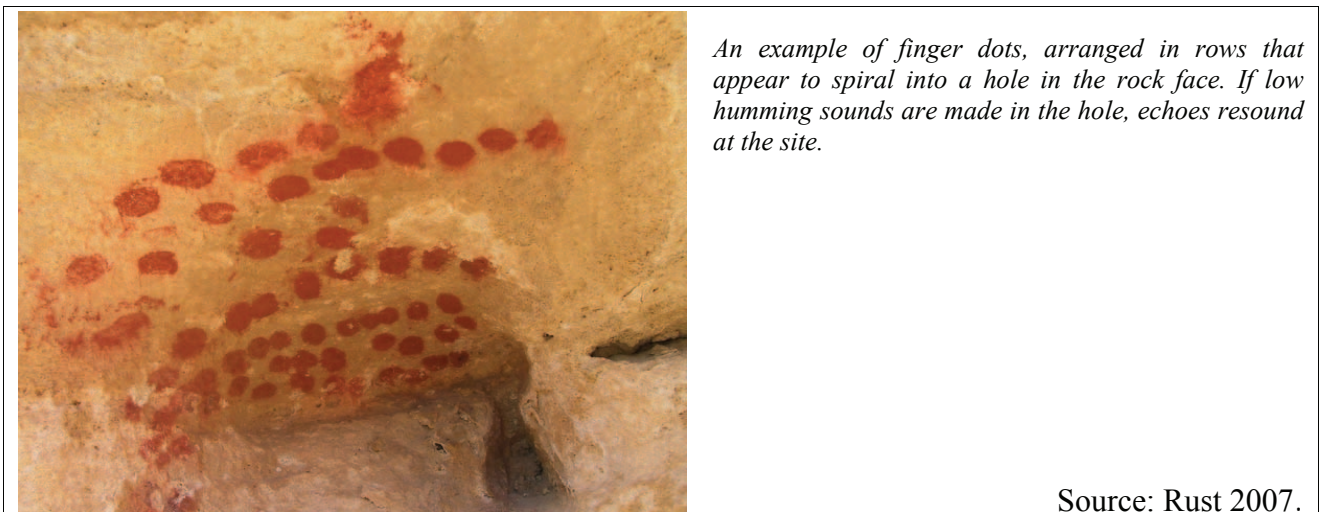 An example of finger dots, arranged in rows that
appear to spiral into a hole in the rock face. If low
humming sounds are made in the hole, echoes resound
at the site.
Source: Rust 2007.